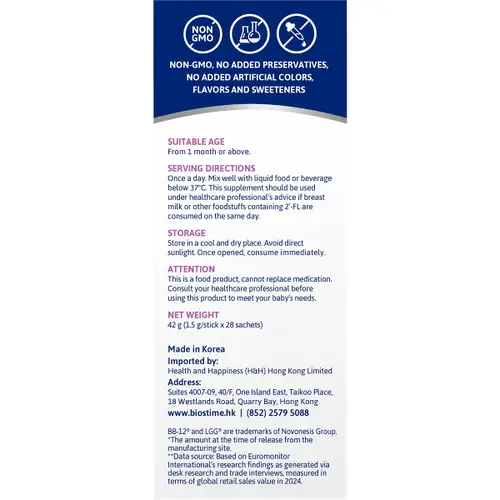 NON
GMO
NON-GMO, NO ADDED PRESERVATIVES,
NO ADDED ARTIFICIAL COLORS,
FLAVORS AND SWEETENERS
SUITABLE AGE
From 1 month or above.
SERVING DIRECTIONS
Once a day. Mix well with liquid food or beverage
below 37°C. This supplement should be used
under healthcare professional's advice if breast
milk or other foodstuffs containing 2'-FL are
consumed on the same day.
STORAGE
Store in a cool and dry place. Avoid direct
sunlight. Once opened, consume immediately.
ATTENTION
This is a food product, cannot replace medication.
Consult your healthcare professional before
using this product to meet your baby's needs.
NET WEIGHT
42 g (1.5 g/stick x 28 sachets)
Made in Korea
Imported by:
Health and Happiness (H&H) Hong Kong Limited
Address:
Suites 4007-09, 40/F, One Island East, Taikoo Place,
18 Westlands Road, Quarry Bay, Hong Kong
www.biostime.hk | (852) 2579 5088
BB-12® and LGG® are trademarks of Novonesis Group.
*The amount at the time of release from the
manufacturing site.
**Data source: Based on Euromonitor
International's research findings as generated via
desk research and trade interviews, measured in
terms of global retail sales value in 2024.